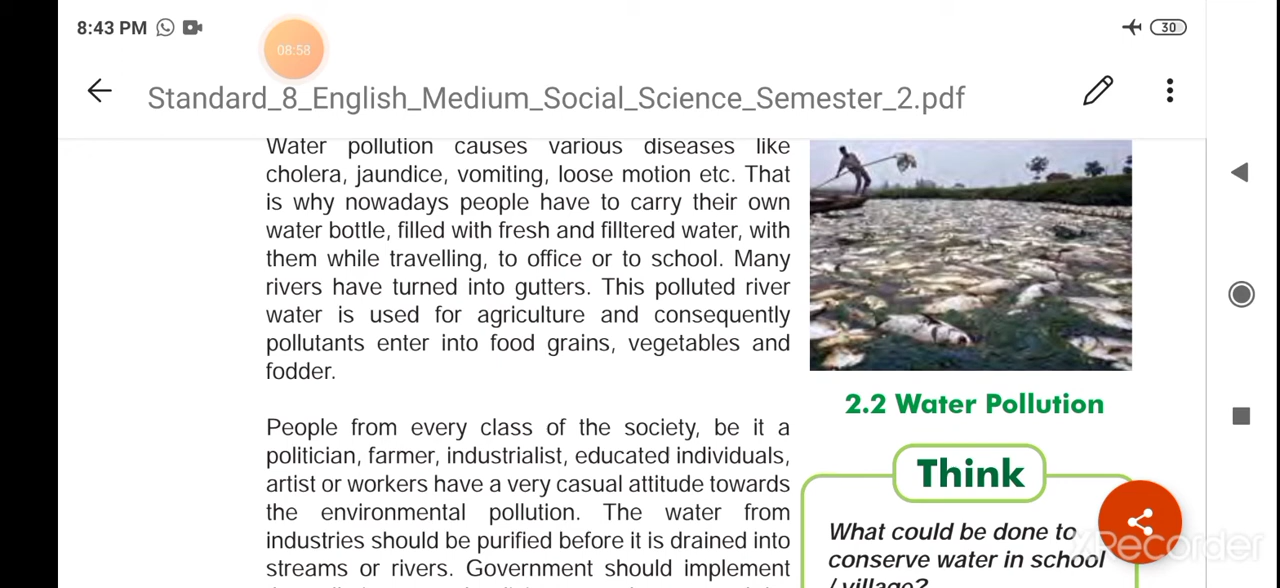 8:43 PM
08:58
30
Standard_8_English_Medium_Social_Science_Semester_2.pdf
Water pollution causes various diseases like
cholera, jaundice, vomiting, loose motion etc. That
is why nowadays people have to carry their own
water bottle, filled with fresh and filltered water, with
them while travelling, to office or to school. Many
rivers have turned into gutters. This polluted river
water is used for agriculture and consequently
pollutants enter into food grains, vegetables and
fodder.
People from every class of the society, be it a
politician, farmer, industrialist, educated individuals,
artist or workers have a very casual attitude towards
the environmental pollution. The water from
industries should be purified before it is drained into
streams or rivers. Government should implement
2.2 Water Pollution
Think
What could be done to
conserve water in school
/ village?
XRecorder